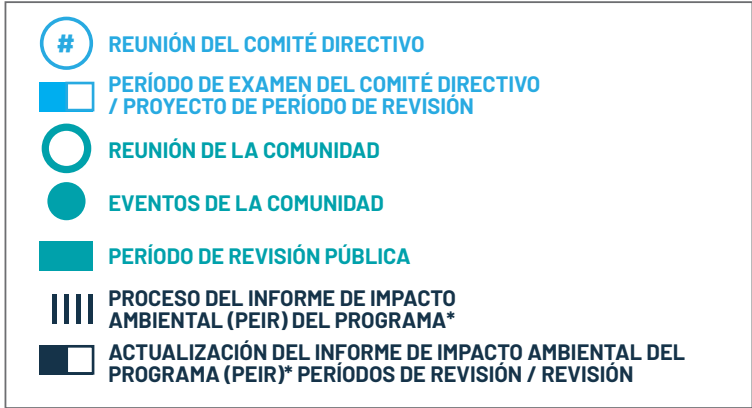 # REUNIÓN DEL COMITÉ DIRECTIVO
PERÍODO DE EXAMEN DEL COMITÉ DIRECTIVO
/ PROYECTO DE PERÍODO DE REVISIÓN
REUNIÓN DE LA COMUNIDAD
EVENTOS DE LA COMUNIDAD
PERÍODO DE REVISIÓN PÚBLICA
PROCESO DEL INFORME DE IMPACTO
AMBIENTAL (PEIR) DEL PROGRAMA*
ACTUALIZACIÓN DEL INFORME DE IMPACTO AMBIENTAL DEL
PROGRAMA (PEIR)* PERÍODOS DE REVISIÓN / REVISIÓN